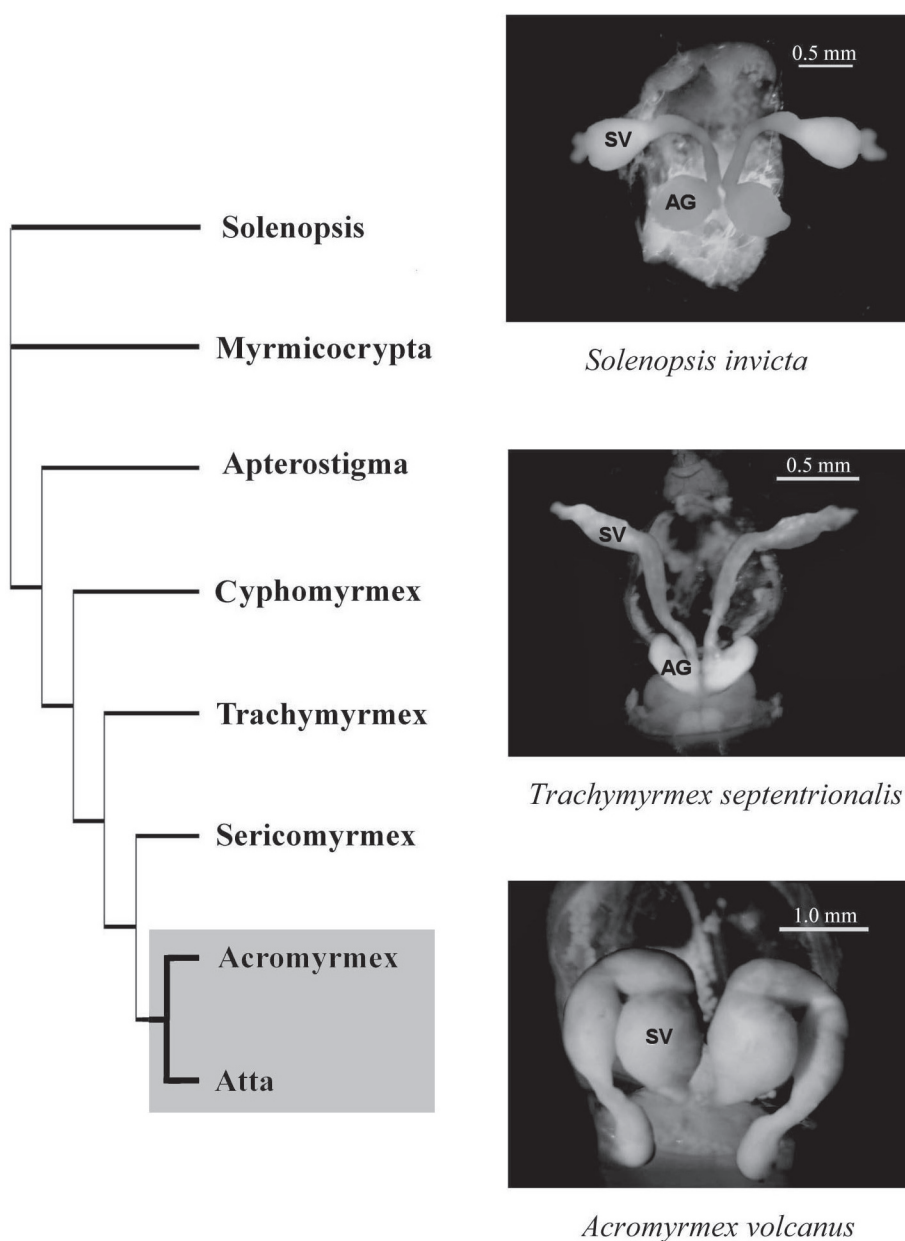 Solenopsis
Myrmicocrypta
Apterostigma
Cyphomyrmex
Trachymyrmex
Sericomyrmex
Acromyrmex
Atta
0.5 mm
SV
AG
Solenopsis invicta
0.5 mm
SV
AG
Trachymyrmex septentrionalis
1.0 mm
SV
Acromyrmex volcanus